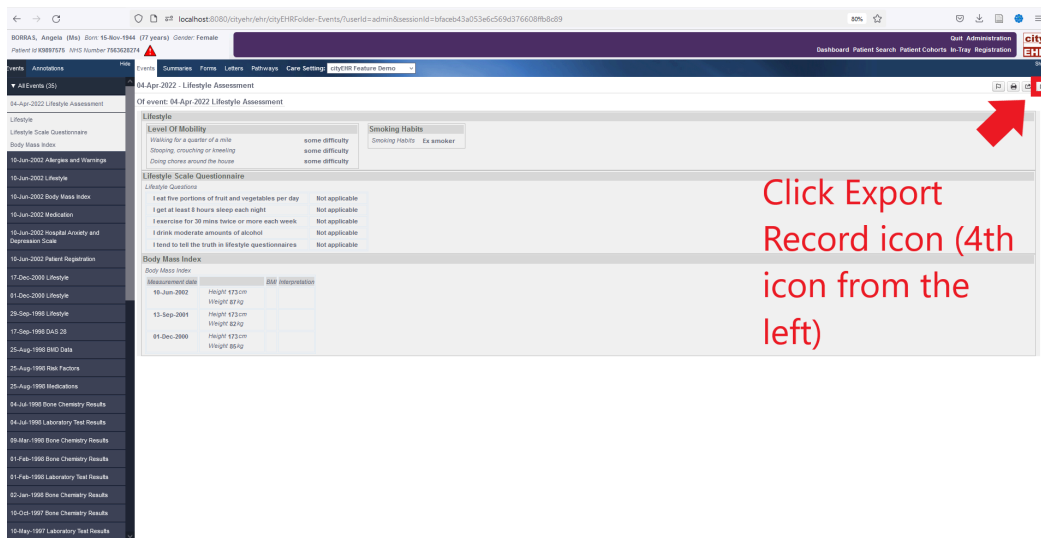 localhost:8080/cityehr/ehr/cityEHRFolder-Events/?userId=admin&sessionId=bfaceb43a053e6c569d376608ffb8c89
80%
BORRAS, Angela (Ms) Born: 15-Nov-1944 (77 years) Gender: Female
Patient Id K9897575 NHS Number 7563628274
Quit Administration
Dashboard Patient Search Patient Cohorts In-Tray Registration
city
EHR
Events Annotations
Hide
Events Summaries Forms Letters Pathways Care Setting: cityEHR Feature Demo
▼ All Events (35)
04-Apr-2022 Lifestyle Assessment
Lifestyle
Lifestyle Scale Questionnaire
Body Mass Index
10-Jun-2002 Allergies and Warnings
10-Jun-2002 Lifestyle
10-Jun-2002 Body Mass Index
10-Jun-2002 Medication
10-Jun-2002 Hospital Anxiety and
Depression Scale
10-Jun-2002 Patient Registration
17-Dec-2000 Lifestyle
01-Dec-2000 Lifestyle
29-Sep-1998 Lifestyle
17-Sep-1998 DAS 28
25-Aug-1998 BMD Data
25-Aug-1998 Risk Factors
25-Aug-1998 Medications
04-Jul-1998 Bone Chemistry Results
04-Jul-1998 Laboratory Test Results
09-Mar-1998 Bone Chemistry Results
01-Feb-1998 Bone Chemistry Results
01-Feb-1998 Laboratory Test Results
02-Jan-1998 Bone Chemistry Results
10-Oct-1997 Bone Chemistry Results
10-May-1997 Laboratory Test Results
04-Apr-2022 - Lifestyle Assessment
Of event: 04-Apr-2022 Lifestyle Assessment
Lifestyle
Level Of Mobility
Walking for a quarter of a mile some difficulty
Stooping, crouching or kneeling some difficulty
Doing chores around the house some difficulty
Smoking Habits
Smoking Habits Ex smoker
Lifestyle Scale Questionnaire
Lifestyle Questions
I eat five portions of fruit and vegetables per day Not applicable
I get at least 8 hours sleep each night Not applicable
I exercise for 30 mins twice or more each week Not applicable
I drink moderate amounts of alcohol Not applicable
I tend to tell the truth in lifestyle questionnaires Not applicable
Body Mass Index
Body Mass Index
Measurement date BMI Interpretation
10-Jun-2002 Height 173cm
Weight 87kg
13-Sep-2001 Height 173cm
Weight 82kg
01-Dec-2000 Height 173cm
Weight 85kg
Click Export
Record icon (4th
icon from the
left)